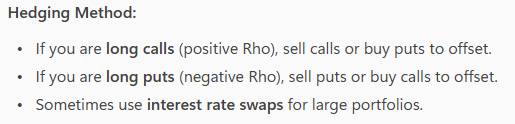 Hedging Method:
• If you are long calls (positive Rho), sell calls or buy puts to offset.
• If you are long puts (negative Rho), sell puts or buy calls to offset.
• Sometimes use interest rate swaps for large portfolios.